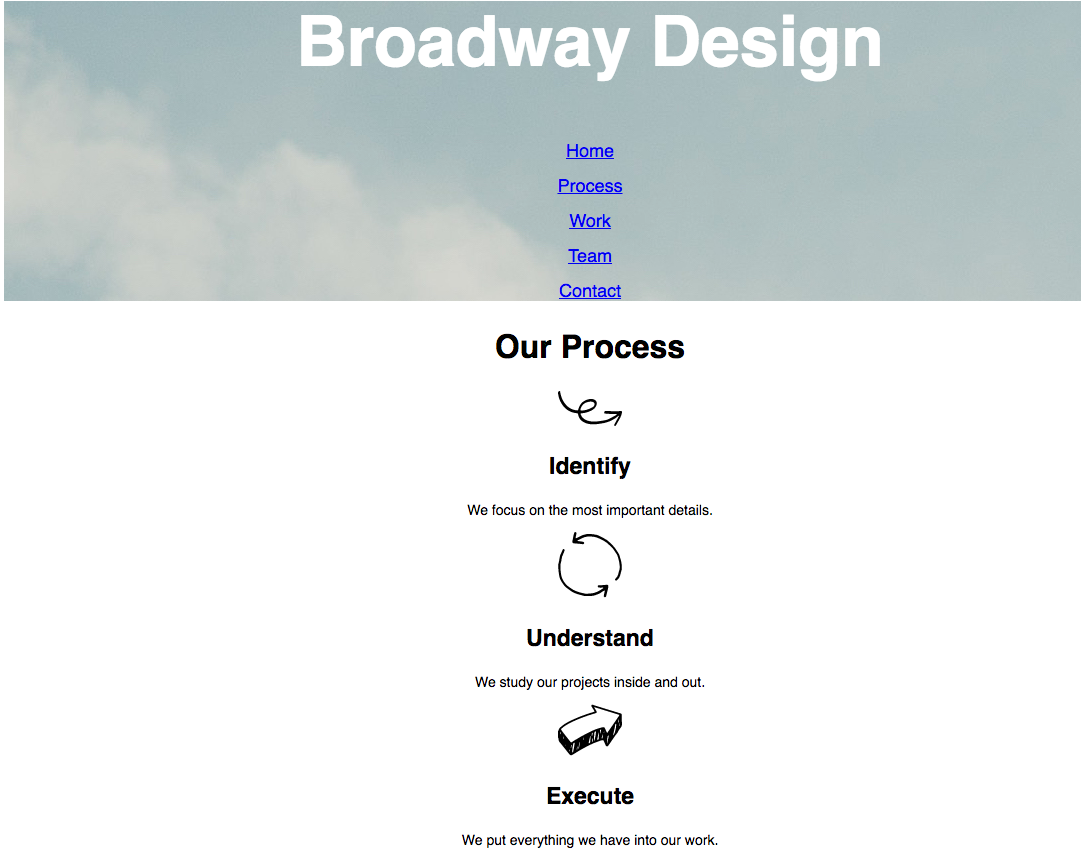 Broadway Design
Home
Process
Work
Team
Contact
Our Process
Identify
We focus on the most important details.
Understand
We study our projects inside and out.
Execute
We put everything we have into our work.